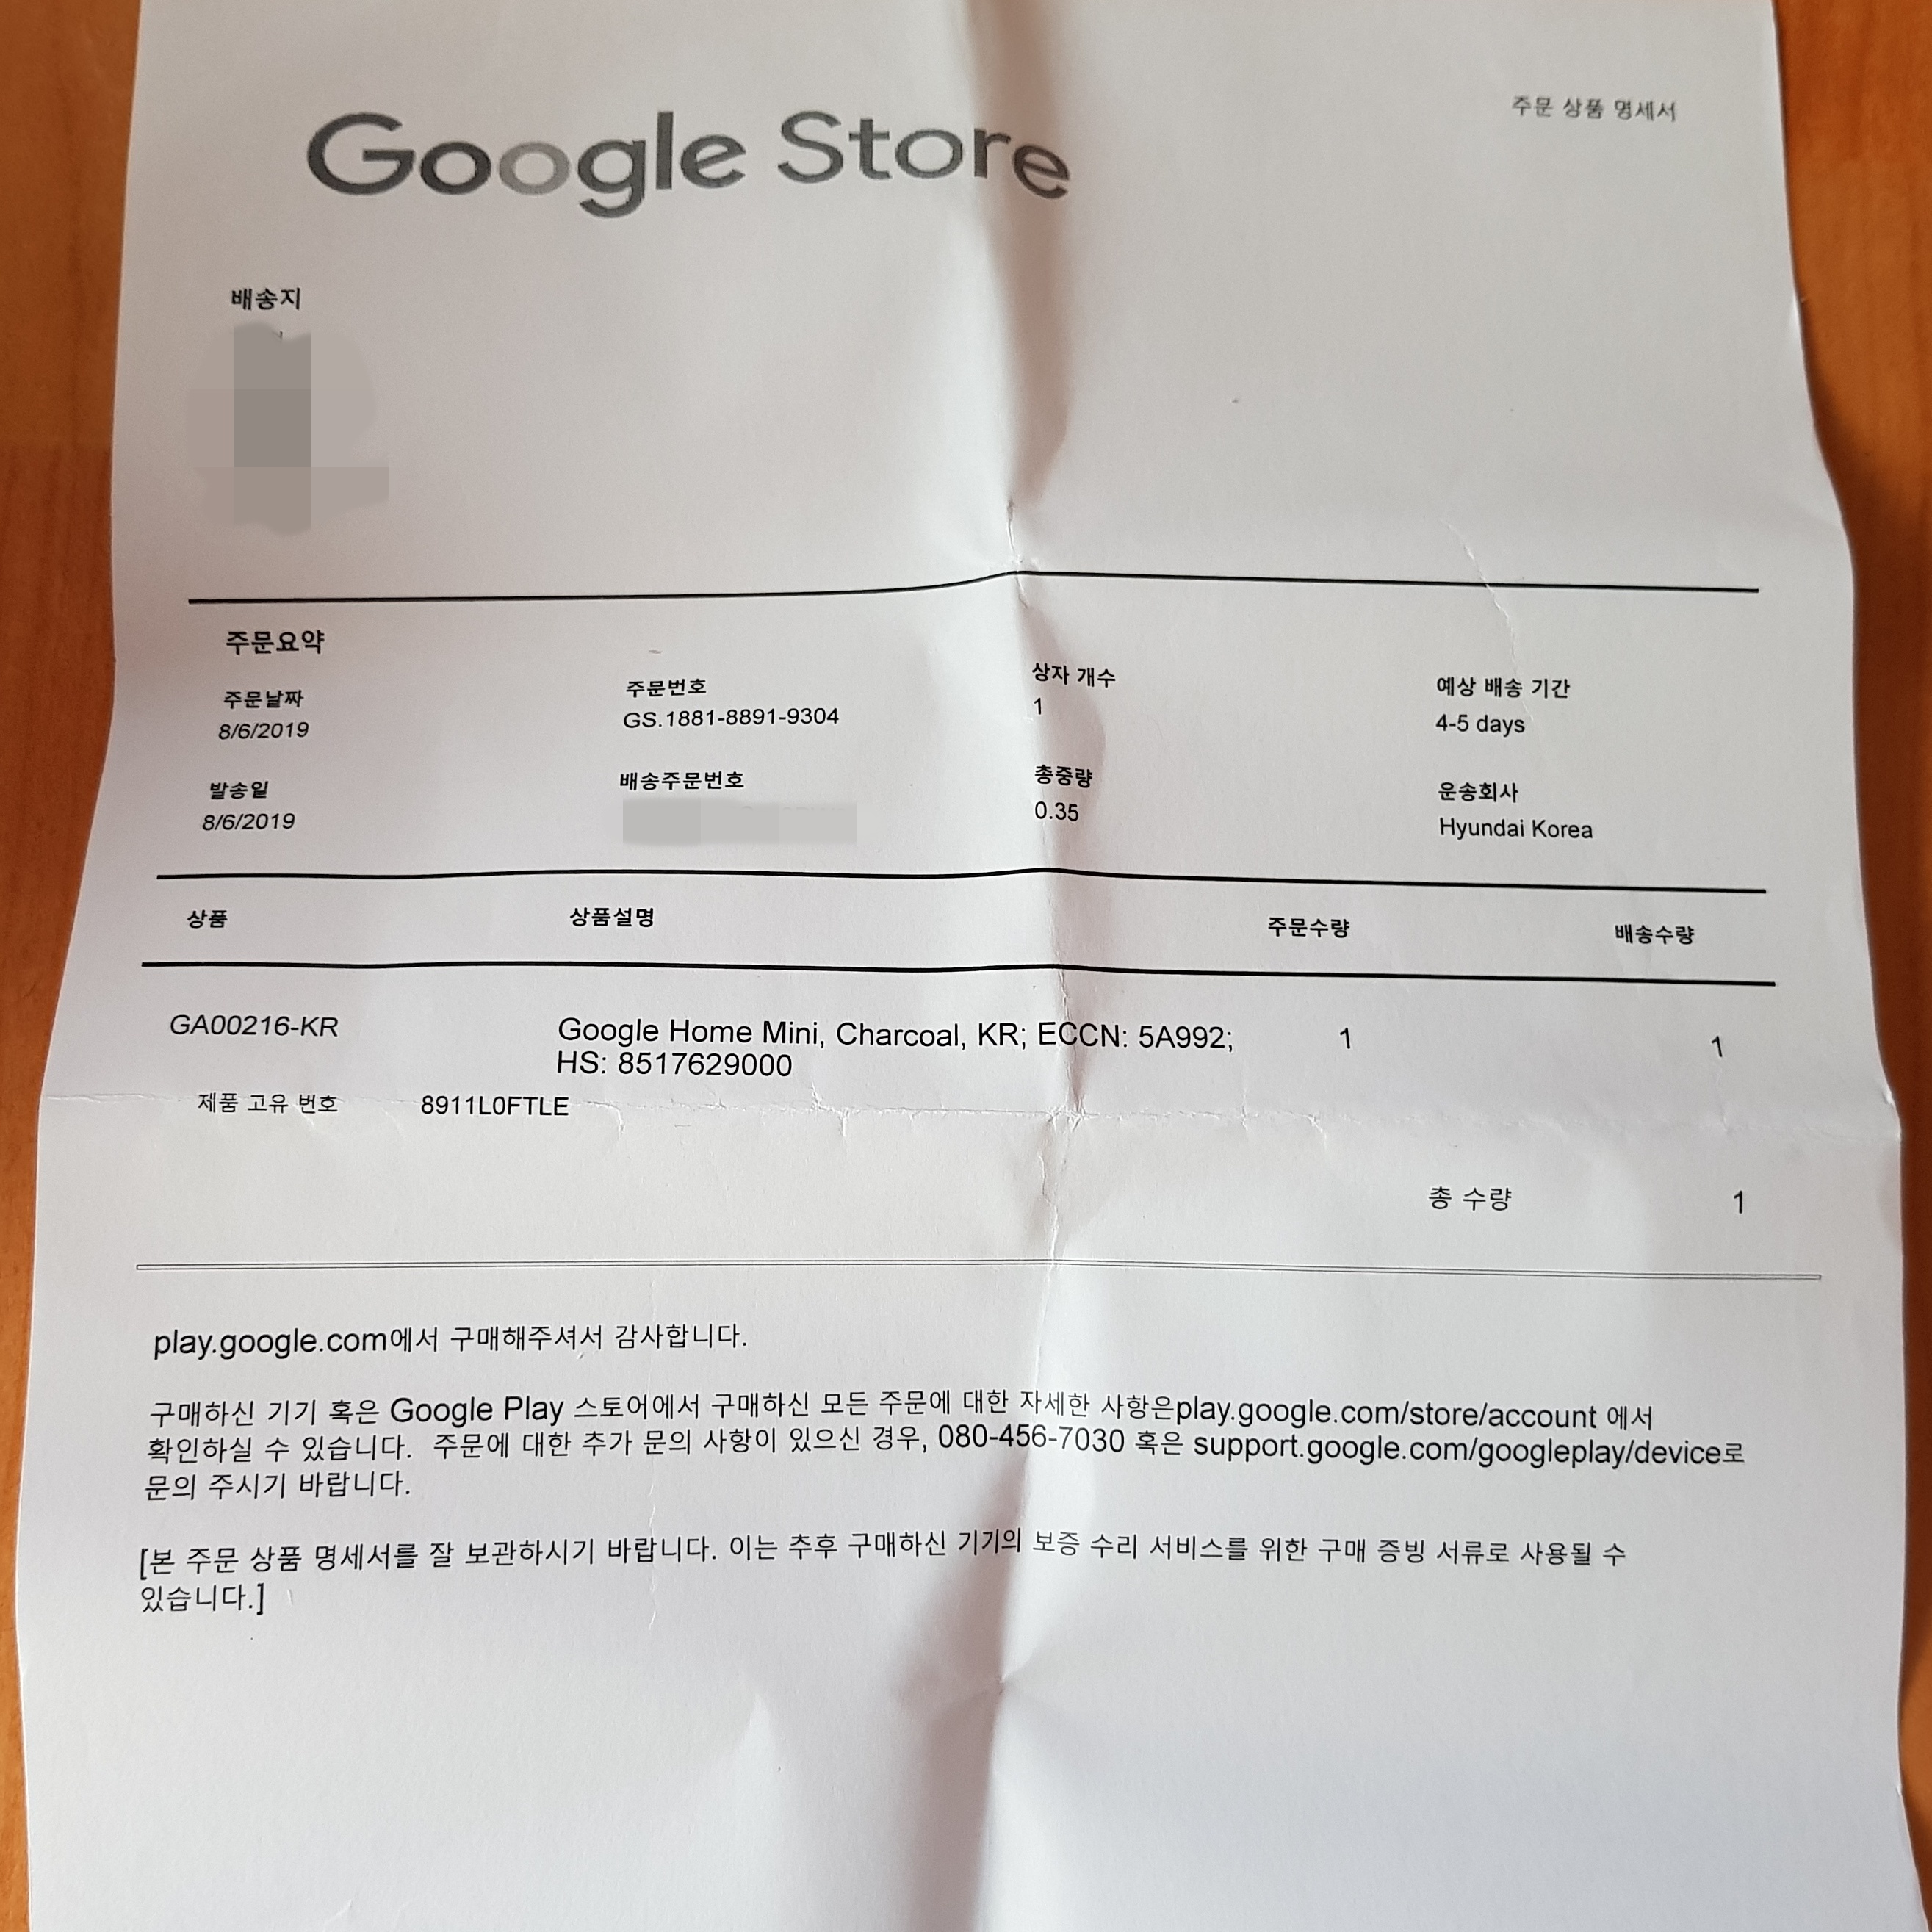 주문 상품 명세서
Google Store
배송지
주문요약
주문날짜 주문번호 상자 개수 예상 배송 기간
8/6/2019 GS.1881-8891-9304 1 4-5 days
발송일 배송주문번호 총중량 운송회사
8/6/2019 0.35 Hyundai Korea
상품 상품설명 주문수량 배송수량
GA00216-KR Google Home Mini, Charcoal, KR; ECCN: 5A992; 1 1
HS: 8517629000
제품 고유 번호 8911L0FTLE
총 수량 1
play.google.com에서 구매해주셔서 감사합니다.
구매하신 기기 혹은 Google Play 스토어에서 구매하신 모든 주문에 대한 자세한 사항은play.google.com/store/account 에서
확인하실 수 있습니다. 주문에 대한 추가 문의 사항이 있으신 경우, 080-456-7030 혹은 support.google.com/googleplay/device로
문의 주시기 바랍니다.
[본 주문 상품 명세서를 잘 보관하시기 바랍니다. 이는 추후 구매하신 기기의 보증 수리 서비스를 위한 구매 증빙 서류로 사용될 수
있습니다.]